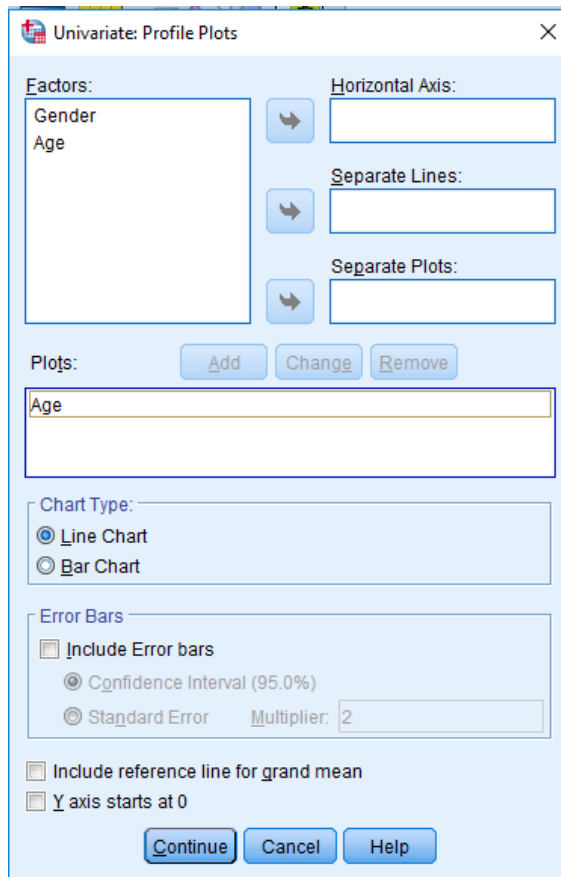 Univariate: Profile Plots
Factors:
Horizontal Axis:
Gender
Age
Separate Lines:
Separate Plots:
Plots:
Add
Change
Remove
Age
Chart Type:
Line Chart
Bar Chart
Error Bars
Include Error bars
Confidence Interval (95.0%)
Standard Error
Multiplier:
2
Include reference line for grand mean
Y axis starts at 0
Continue
Cancel
Help